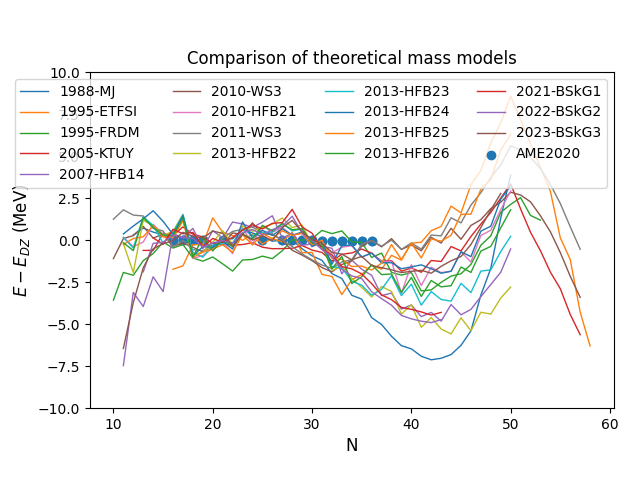 Comparison of theoretical mass models
10.0
7.5
5.0
2.5
0.0
−2.5
−5.0
−7.5
−10.0
E − E_{DZ} (MeV)
1988-MJ
1995-ETFSI
1995-FRDM
2005-KTUY
2007-HFB14
2010-WS3
2010-HFB21
2011-WS3
2013-HFB22
2013-HFB23
2013-HFB24
2013-HFB25
2013-HFB26
2021-BSkG1
2022-BSkG2
2023-BSkG3
AME2020
10 20 30 40 50 60
N